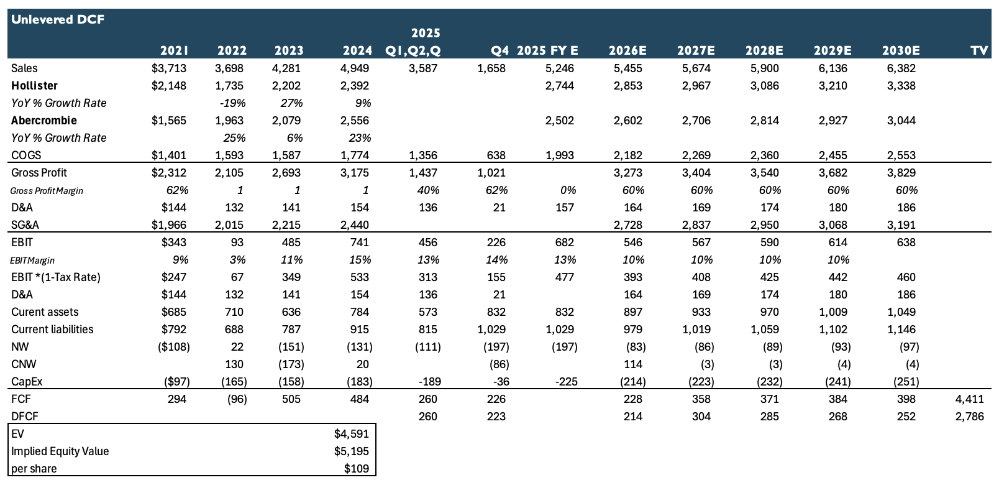 Unlevered DCF
2025
2021 2022 2023 2024 Q1,Q2,Q Q4 2025 FY E 2026E 2027E 2028E 2029E 2030E TV
Sales $3,713 3,698 4,281 4,949 3,587 1,658 5,246 5,455 5,674 5,900 6,136 6,382
Hollister $2,148 1,735 2,202 2,392 2,744 2,853 2,967 3,086 3,210 3,338
YoY % Growth Rate -19% 27% 9%
Abercrombie $1,565 1,963 2,079 2,556 2,502 2,602 2,706 2,814 2,927 3,044
YoY % Growth Rate 25% 6% 23%
COGS $1,401 1,593 1,587 1,774 1,356 638 1,993 2,182 2,269 2,360 2,455 2,553
Gross Profit $2,312 2,105 2,693 3,175 1,437 1,021 3,273 3,404 3,540 3,682 3,829
Gross Profit Margin 62% 1 1 1 40% 62% 0% 60% 60% 60% 60% 60%
D&A $144 132 141 154 136 21 157 164 169 174 180 186
SG&A $1,966 2,015 2,215 2,440 2,728 2,837 2,950 3,068 3,191
EBIT $343 93 485 741 456 226 682 546 567 590 614 638
EBIT Margin 9% 3% 11% 15% 13% 14% 13% 10% 10% 10% 10%
EBIT *(1-Tax Rate) $247 67 349 533 313 155 477 393 408 425 442 460
D&A $144 132 141 154 136 21 164 169 174 180 186
Curent assets $685 710 636 784 573 832 832 897 933 970 1,009 1,049
Current liabilities $792 688 787 915 815 1,029 1,029 979 1,019 1,059 1,102 1,146
NW ($108) 22 (151) (131) (111) (197) (197) (83) (86) (89) (93) (97)
CNW 130 (173) 20 (86) 114 (3) (3) (4) (4)
CapEx ($97) (165) (158) (183) -189 -36 -225 (214) (223) (232) (241) (251)
FCF 294 (96) 505 484 260 226 228 358 371 384 398 4,411
DFCF 260 223 214 304 285 268 252 2,786
EV $4,591
Implied Equity Value $5,195
per share $109